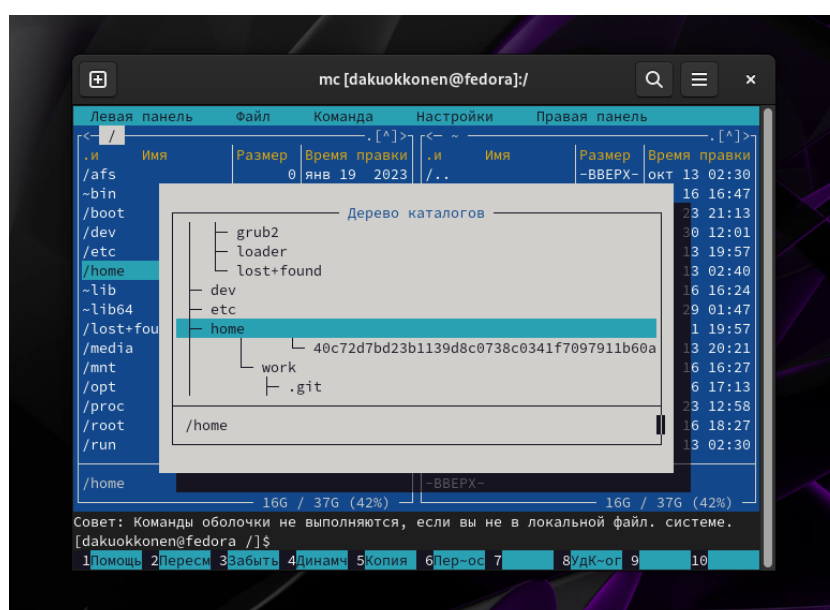 mc [dakuokkonen@fedora]:/
Левая панель Файл Команда Настройки Правая панель
<— / .[^]> <— ~ .[^]>
.и Имя Размер Время правки .и Имя Размер Время правки
/afs 0 янв 19 2023 /.. -ВВЕРХ- окт 13 02:30
~bin 16 16:47
/boot 23 21:13
/dev 30 12:01
/etc 13 19:57
/home 13 02:40
~lib 16 16:24
~lib64 29 01:47
/lost+fou 1 19:57
/media 13 20:21
/mnt 16 16:27
/opt 6 17:13
/proc 23 12:58
/root 16 18:27
/run 13 02:30
Дерево каталогов
grub2
loader
lost+found
dev
etc
home
40c72d7bd23b1139d8c0738c0341f7097911b60a
work
.git
/home
/home -ВВЕРХ-
16G / 37G (42%) 16G / 37G (42%)
Совет: Команды оболочки не выполняются, если вы не в локальной файл. системе.
[dakuokkonen@fedora /]$
1Помощь 2Пересм 3Забыть 4Динамч 5Копия 6Пер~ос 7 8УдК~ог 9 10